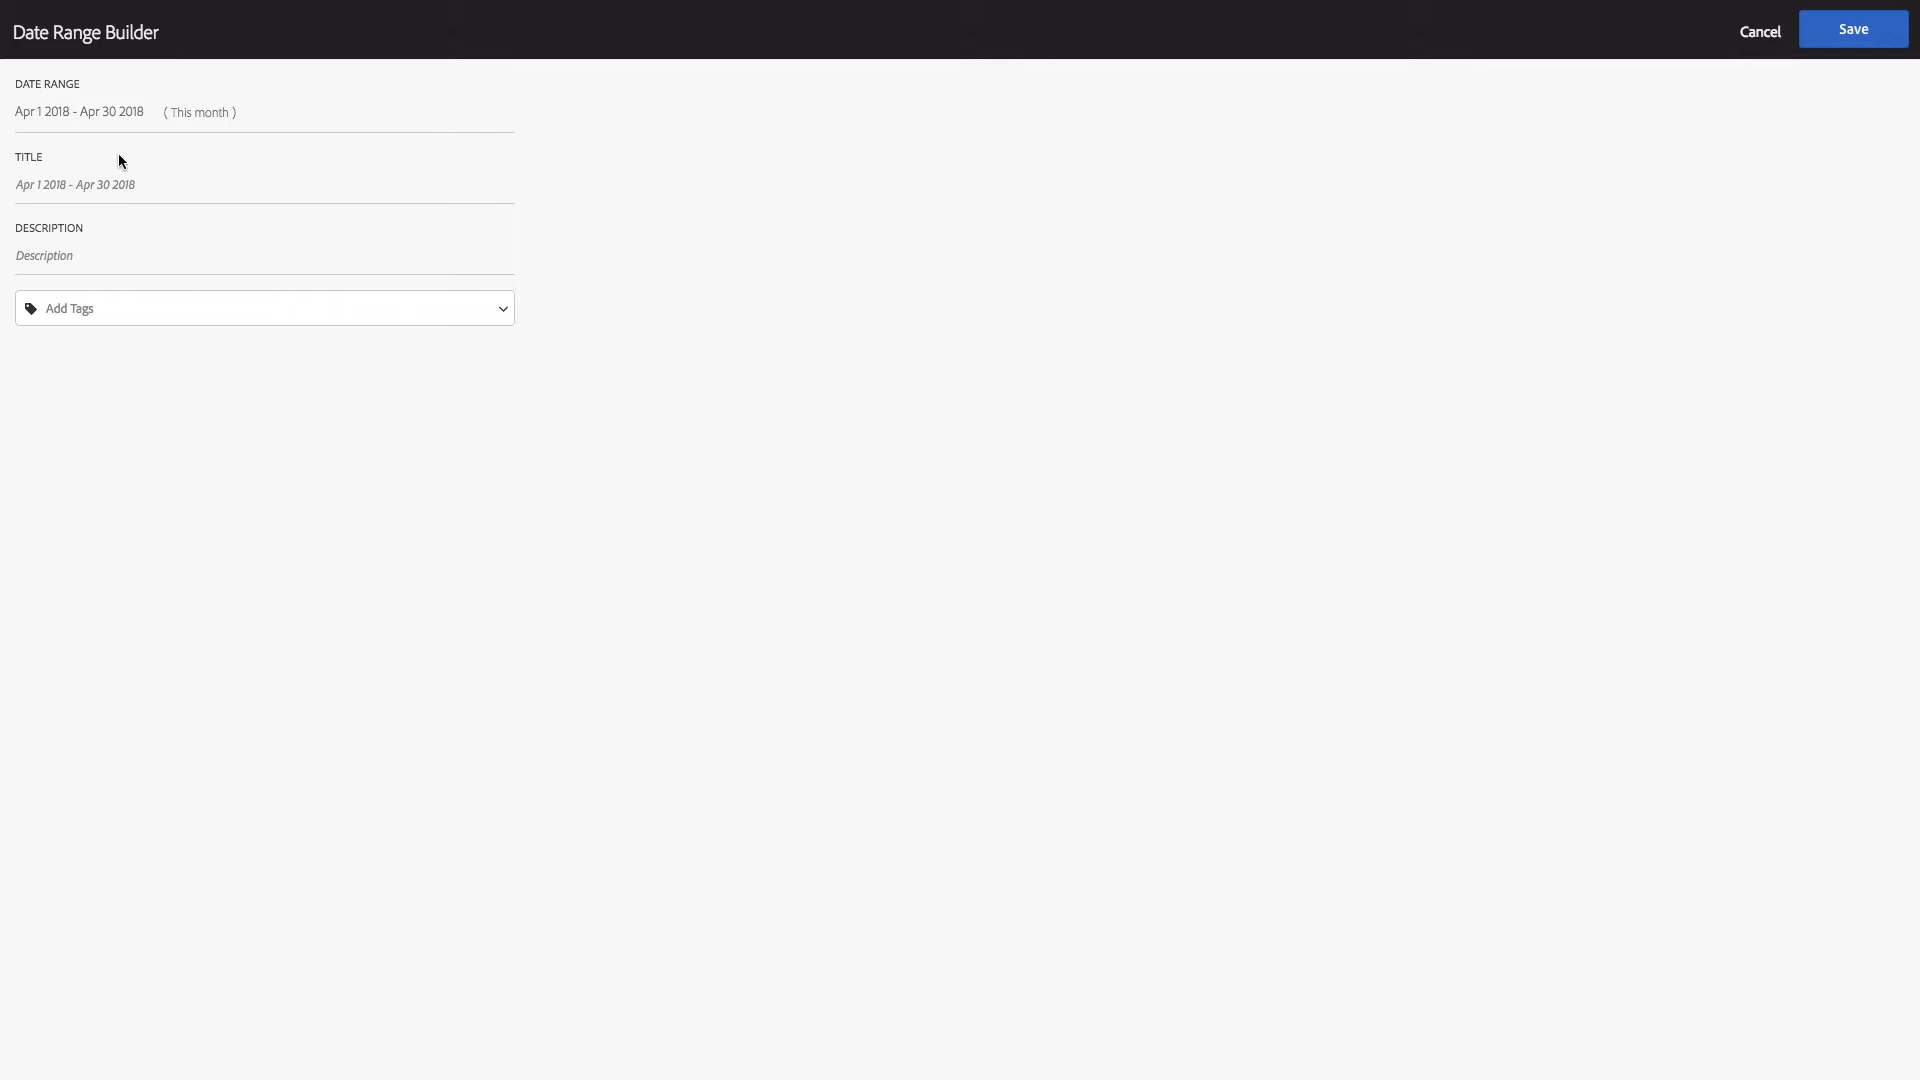 Date Range Builder
Cancel
Save
DATE RANGE
Apr 1 2018 - Apr 30 2018 ( This month )
TITLE
Apr 1 2018 - Apr 30 2018
DESCRIPTION
Description
Add Tags